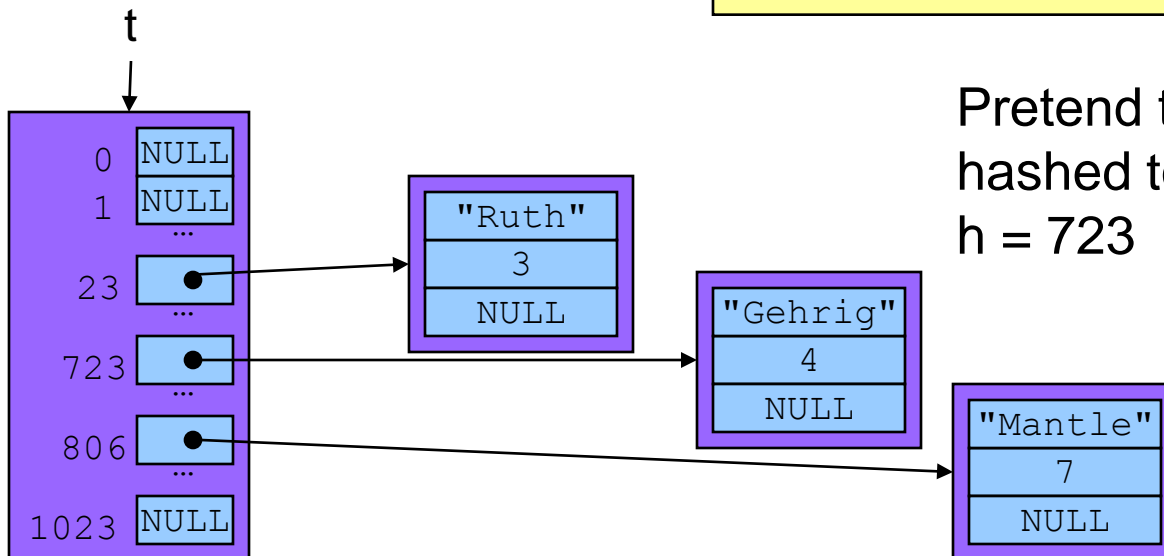 t
Pretend
hashed
h = 723
0 NULL
1 NULL
...
23
...
723
...
806
...
1023 NULL
"Ruth"
3
NULL
"Gehrig"
4
NULL
"Mantle"
7
NULL